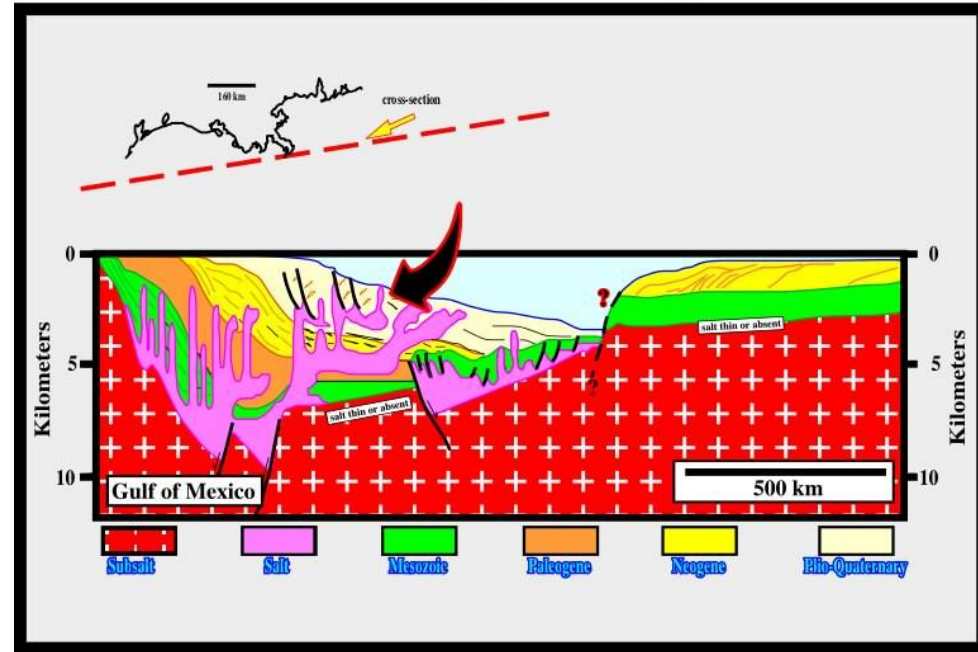 160 km
cross-section
0
0
?
salt thin or absent
5
5
?
salt thin or absent
Kilometers
Kilometers
10
10
Gulf of Mexico
500 km
Subsalt
Salt
Mesozoic
Paleogene
Neogene
Plio-Quaternary